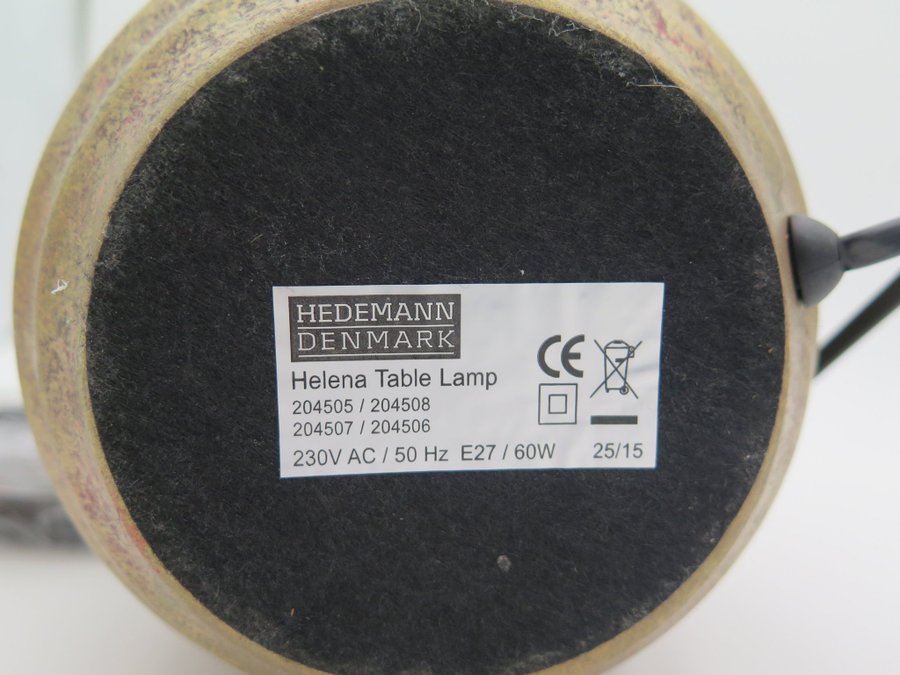 HEDEMANN
DENMARK
CE
Helena Table Lamp
204505 / 204508
204507 / 204506
230V AC / 50 Hz E27 / 60W 25/15